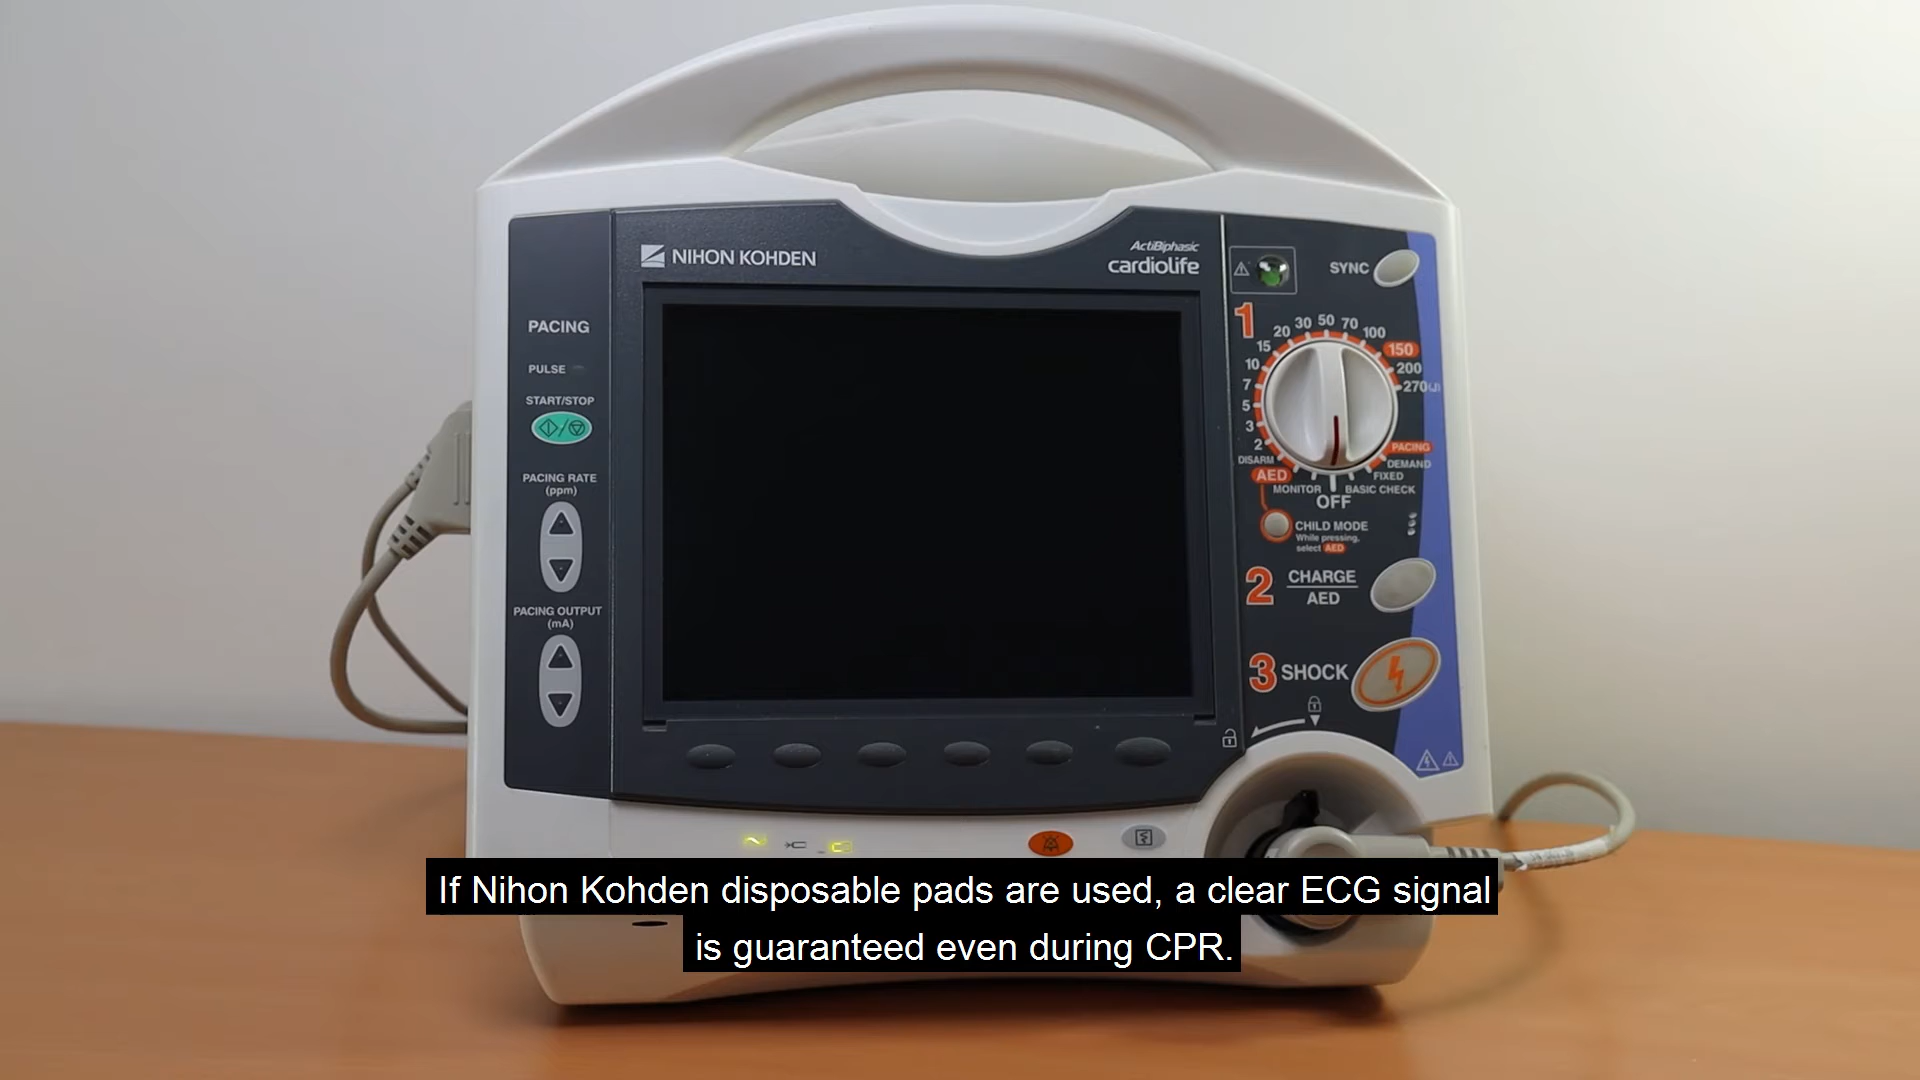 NIHON KOHDEN
ActiBiphasic
cardiolife
PACING
PULSE
START/STOP
PACING RATE
(ppm)
PACING OUTPUT
(mA)
SYNC
1
2
3
5
7
10
15
20
30
50
70
100
150
200
270(J)
DISARM
AED
MONITOR
OFF
BASIC CHECK
FIXED
DEMAND
PACING
CHILD MODE
While pressing,
select AED
2 CHARGE
AED
3 SHOCK
If Nihon Kohden disposable pads are used, a clear ECG signal
is guaranteed even during CPR.